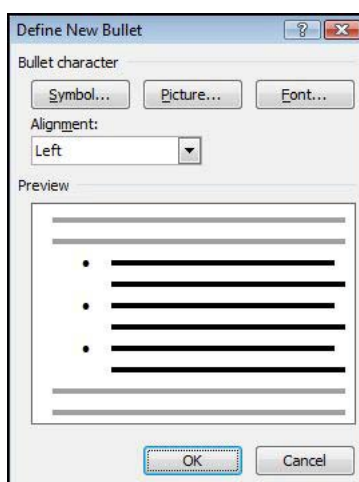 Define New Bullet
Bullet character
Symbol... Picture... Font...
Alignment:
Left
Preview
OK Cancel